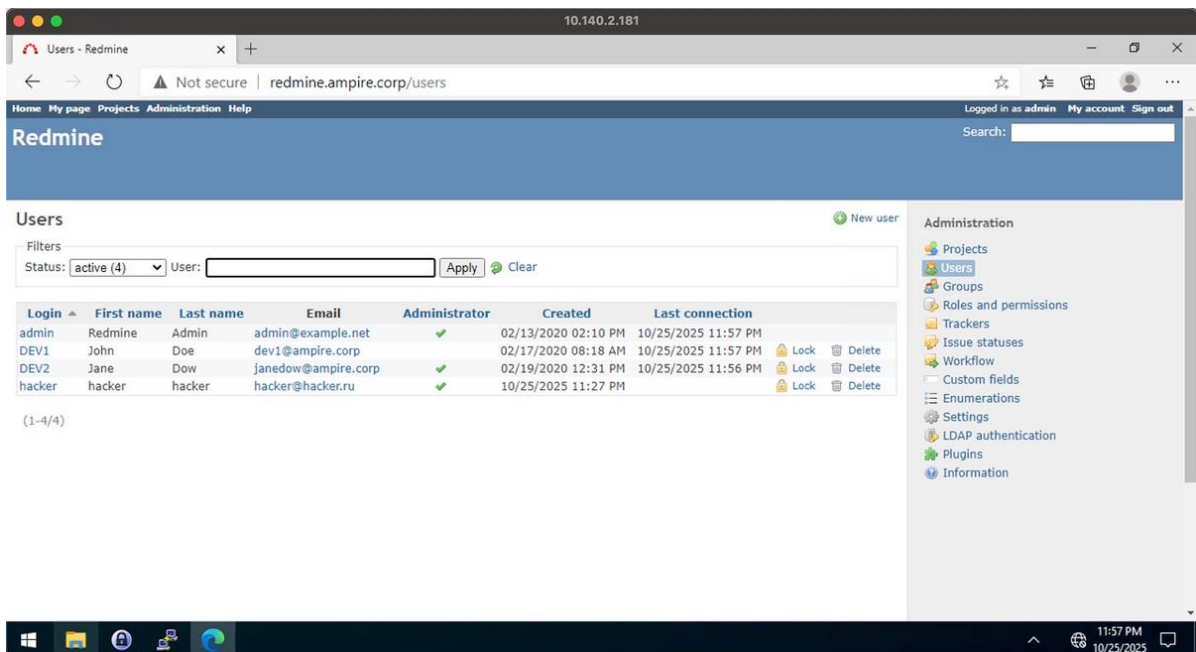 10.140.2.181
Users - Redmine
Not secure | redmine.ampire.corp/users
Home My page Projects Administration Help Logged in as admin My account Sign out
Redmine Search:
Users New user
Filters
Status: active (4) User: Apply Clear
Login First name Last name Email Administrator Created Last connection
admin Redmine Admin admin@example.net 02/13/2020 02:10 PM 10/25/2025 11:57 PM
DEV1 John Doe dev1@ampire.corp 02/17/2020 08:18 AM 10/25/2025 11:57 PM Lock Delete
DEV2 Jane Dow janedow@ampire.corp 02/19/2020 12:31 PM 10/25/2025 11:56 PM Lock Delete
hacker hacker hacker hacker@hacker.ru 10/25/2025 11:27 PM Lock Delete
(1-4/4)
Administration
Projects
Users
Groups
Roles and permissions
Trackers
Issue statuses
Workflow
Custom fields
Enumerations
Settings
LDAP authentication
Plugins
Information
11:57 PM
10/25/2025